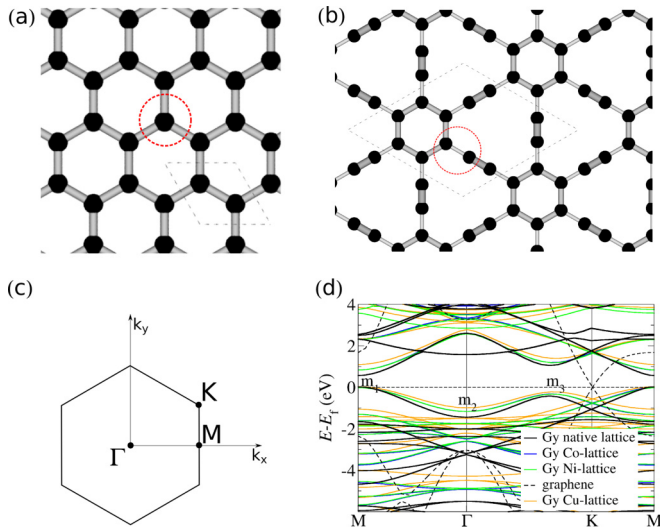 (a)
(b)
(c)
k_y
K
M
Γ
k_x
(d)
E-E_f (eV)
4
2
0
-2
-4
m_1
m_2
m_3
Gy native lattice
Gy Co-lattice
Gy Ni-lattice
graphene
Gy Cu-lattice
M
Γ
K
M